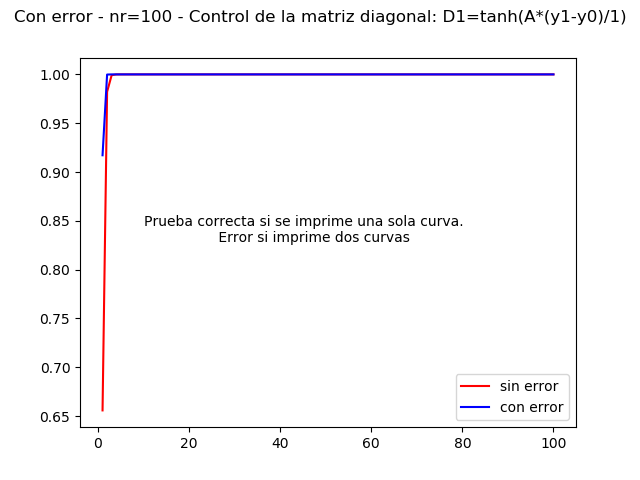 Con error - nr=100 - Control de la matriz diagonal: D1=tanh(A*(y1-y0)/1)
1.00
0.95
0.90
0.85
0.80
0.75
0.70
0.65
Prueba correcta si se imprime una sola curva.
Error si imprime dos curvas
sin error
con error
0
20
40
60
80
100